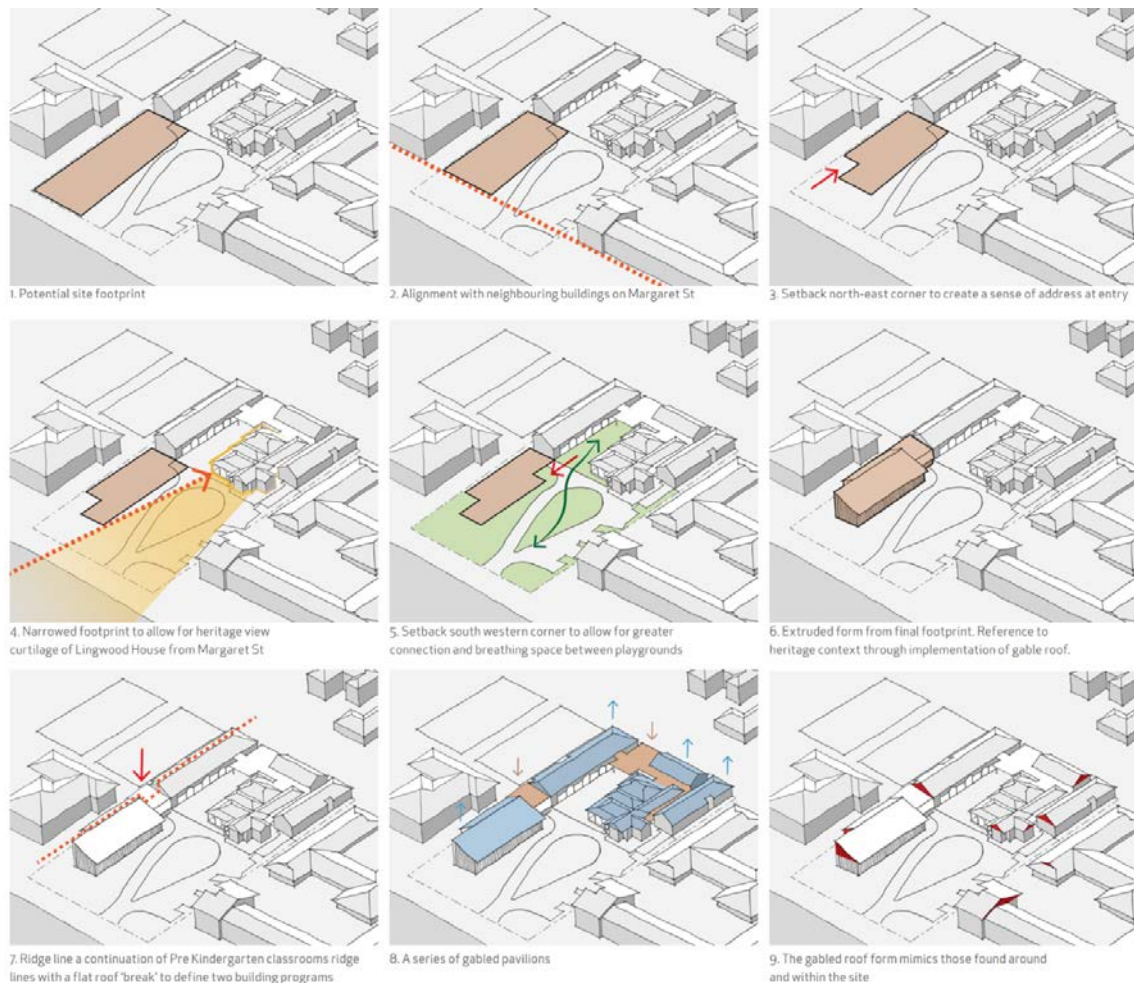 1. Potential site footprint
2. Alignment with neighbouring buildings on Margaret St
3. Setback north-east corner to create a sense of address at entry
4. Narrowed footprint to allow for heritage view
curtilage of Lingwood House from Margaret St
5. Setback south western corner to allow for greater
connection and breathing space between playgrounds
6. Extruded form from final footprint. Reference to
heritage context through implementation of gable roof.
7. Ridge line a continuation of Pre Kindergarten classrooms ridge
lines with a flat roof 'break' to define two building programs
8. A series of gabled pavilions
9. The gabled roof form mimics those found around
and within the site